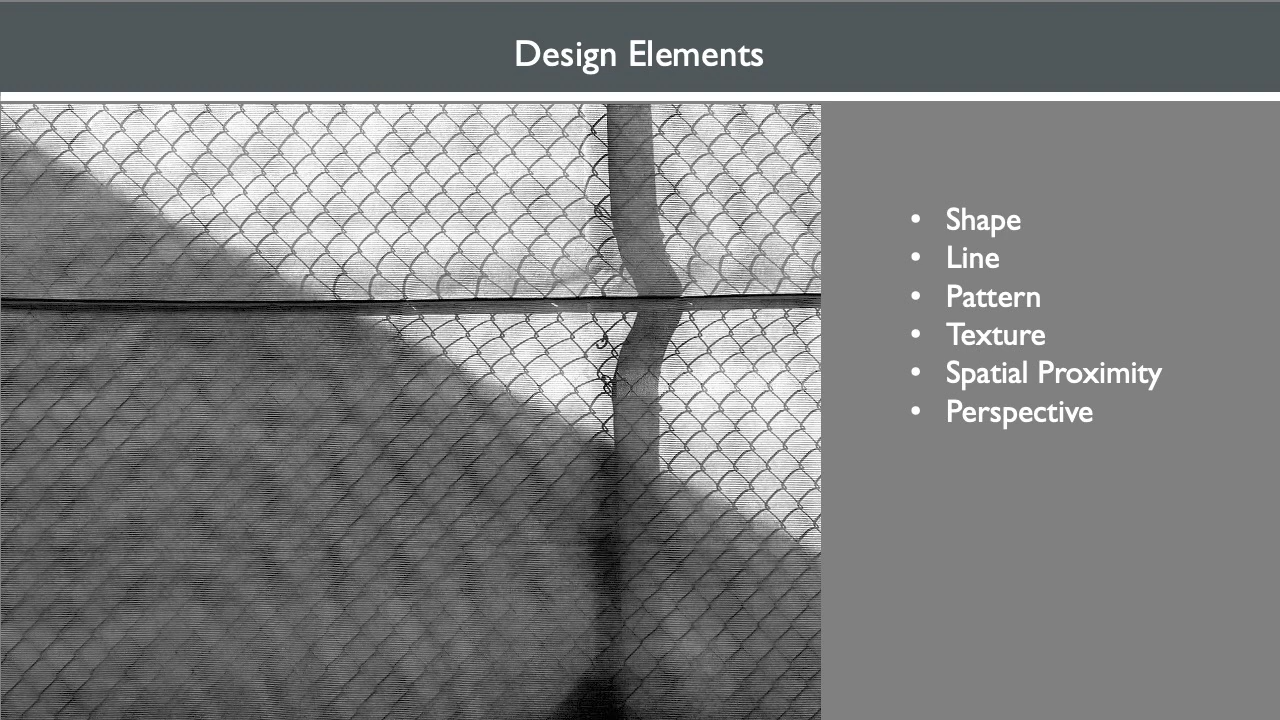 Design Elements
• Shape
• Line
• Pattern
• Texture
• Spatial Proximity
• Perspective